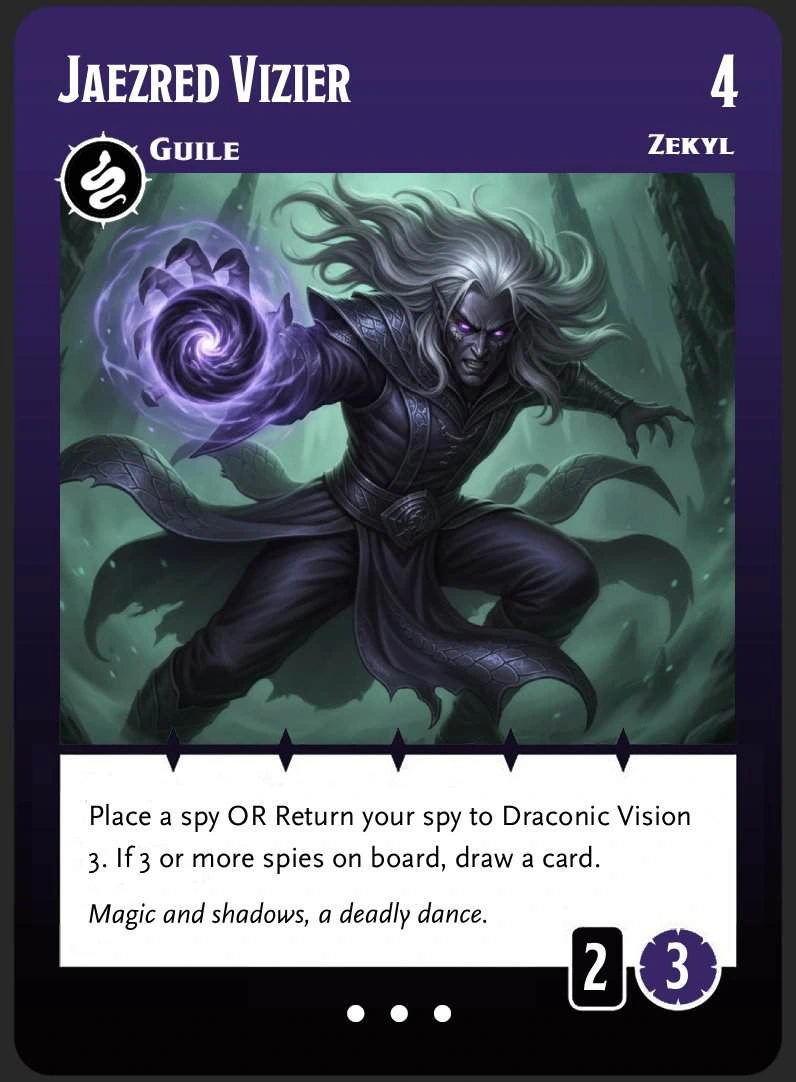 Jaezred Vizier 4
Guile Zekyl
Place a spy OR Return your spy to Draconic Vision
3. If 3 or more spies on board, draw a card.
Magic and shadows, a deadly dance.
2 3